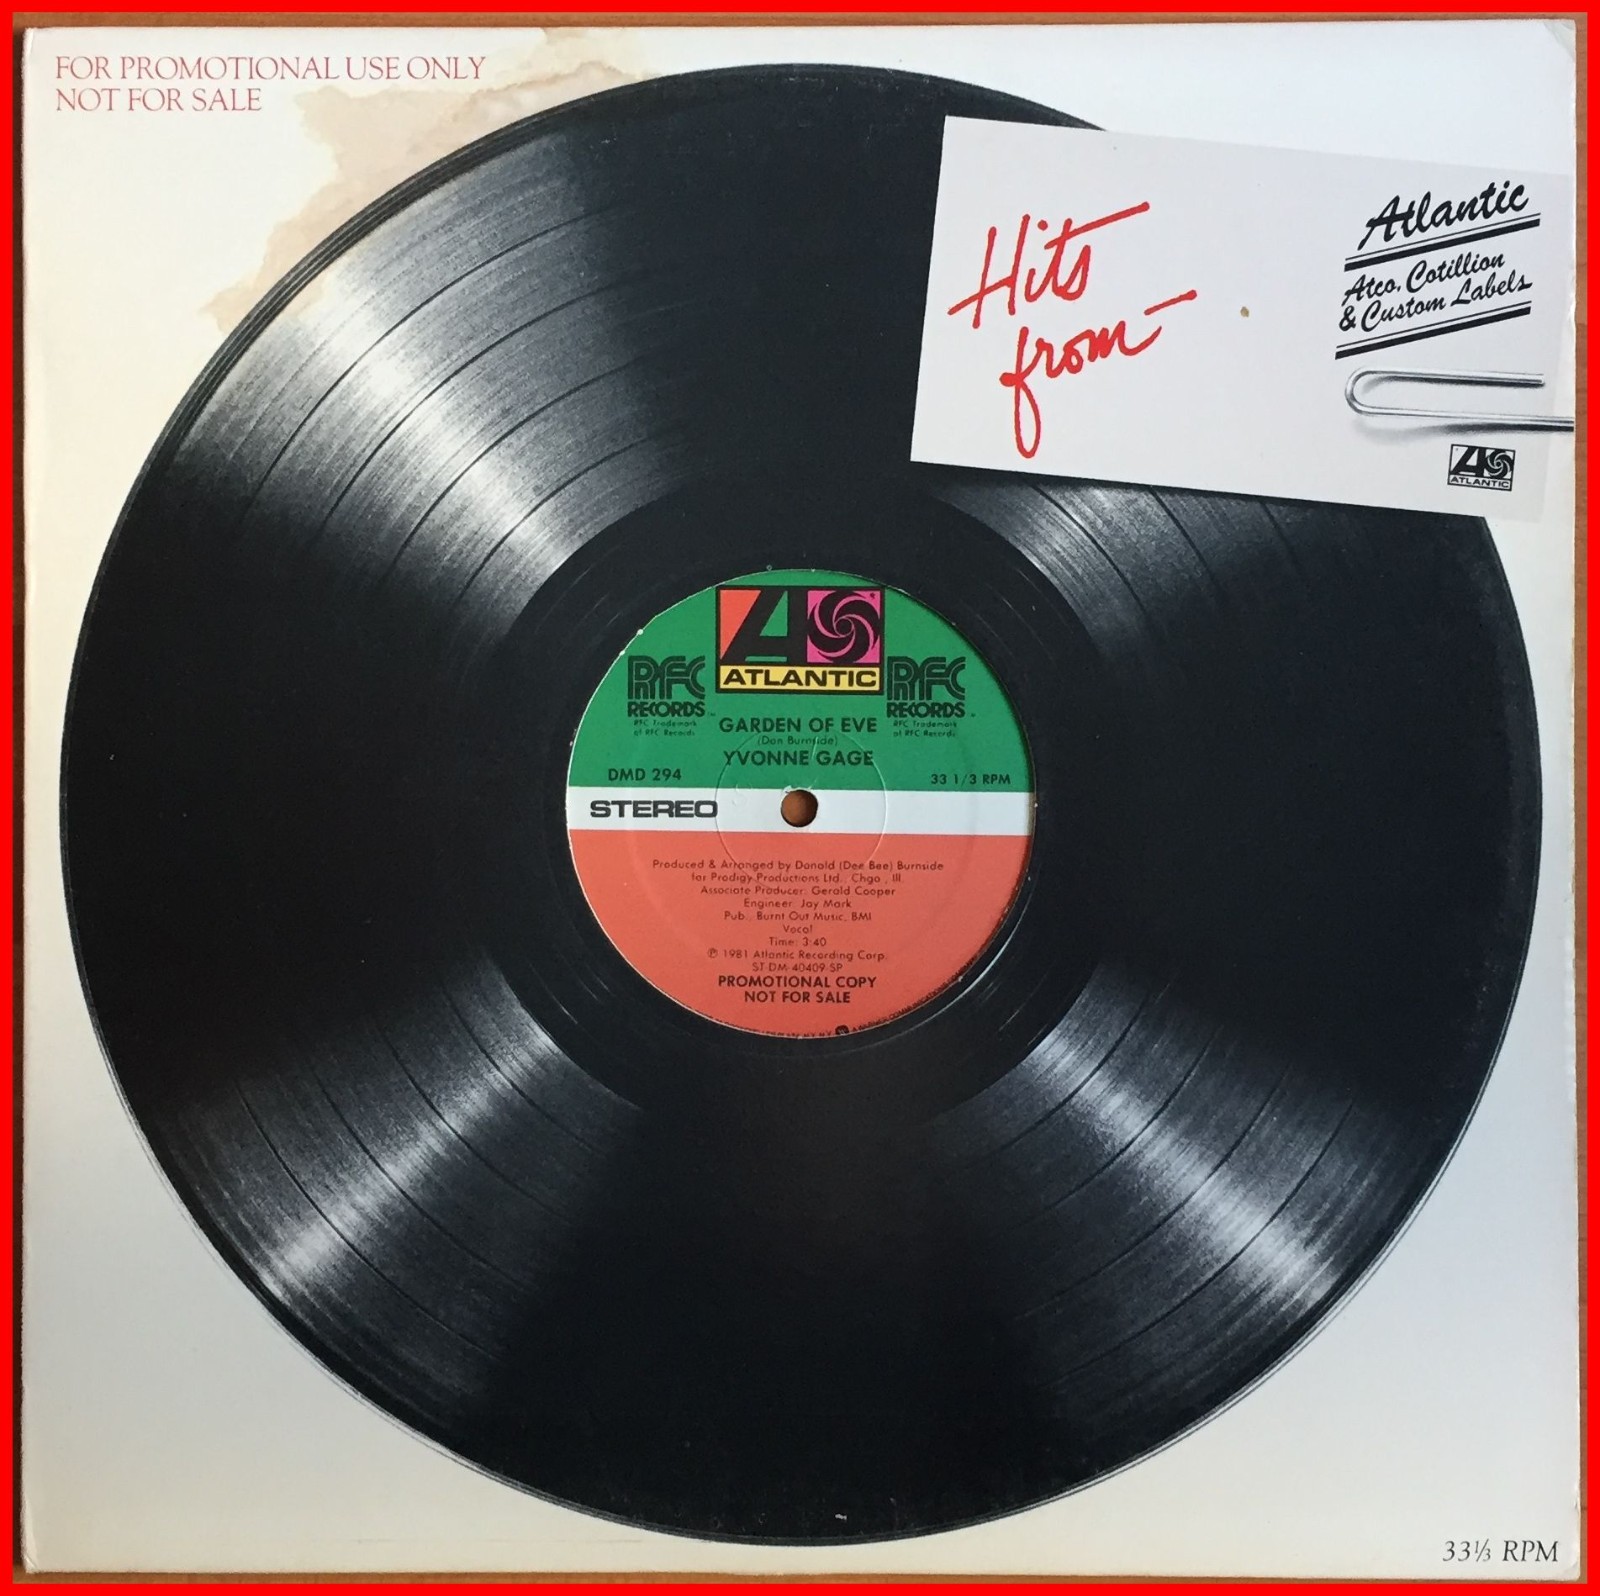 FOR PROMOTIONAL USE ONLY
NOT FOR SALE
Hits
from
Atlantic
Atco, Cotillion
& Custom Labels
ATLANTIC
ATLANTIC
RFC
RECORDS
RFC Trademark
of RFC Records
RFC
RECORDS
RFC Trademark
of RFC Records
GARDEN OF EVE
(Don Burnside)
YVONNE GAGE
DMD 294
33 1/3 RPM
STEREO
Produced & Arranged by Donald (Dee Bee) Burnside
for Prodigy Productions Ltd., Chgo., Ill.
Associate Producer: Gerald Cooper
Engineer: Jay Mark
Pub., Burnt Out Music, BMI
Vocal
Time: 3:40
℗ 1981 Atlantic Recording Corp.
ST-DM-40409-SP
PROMOTIONAL COPY
NOT FOR SALE
33⅓ RPM